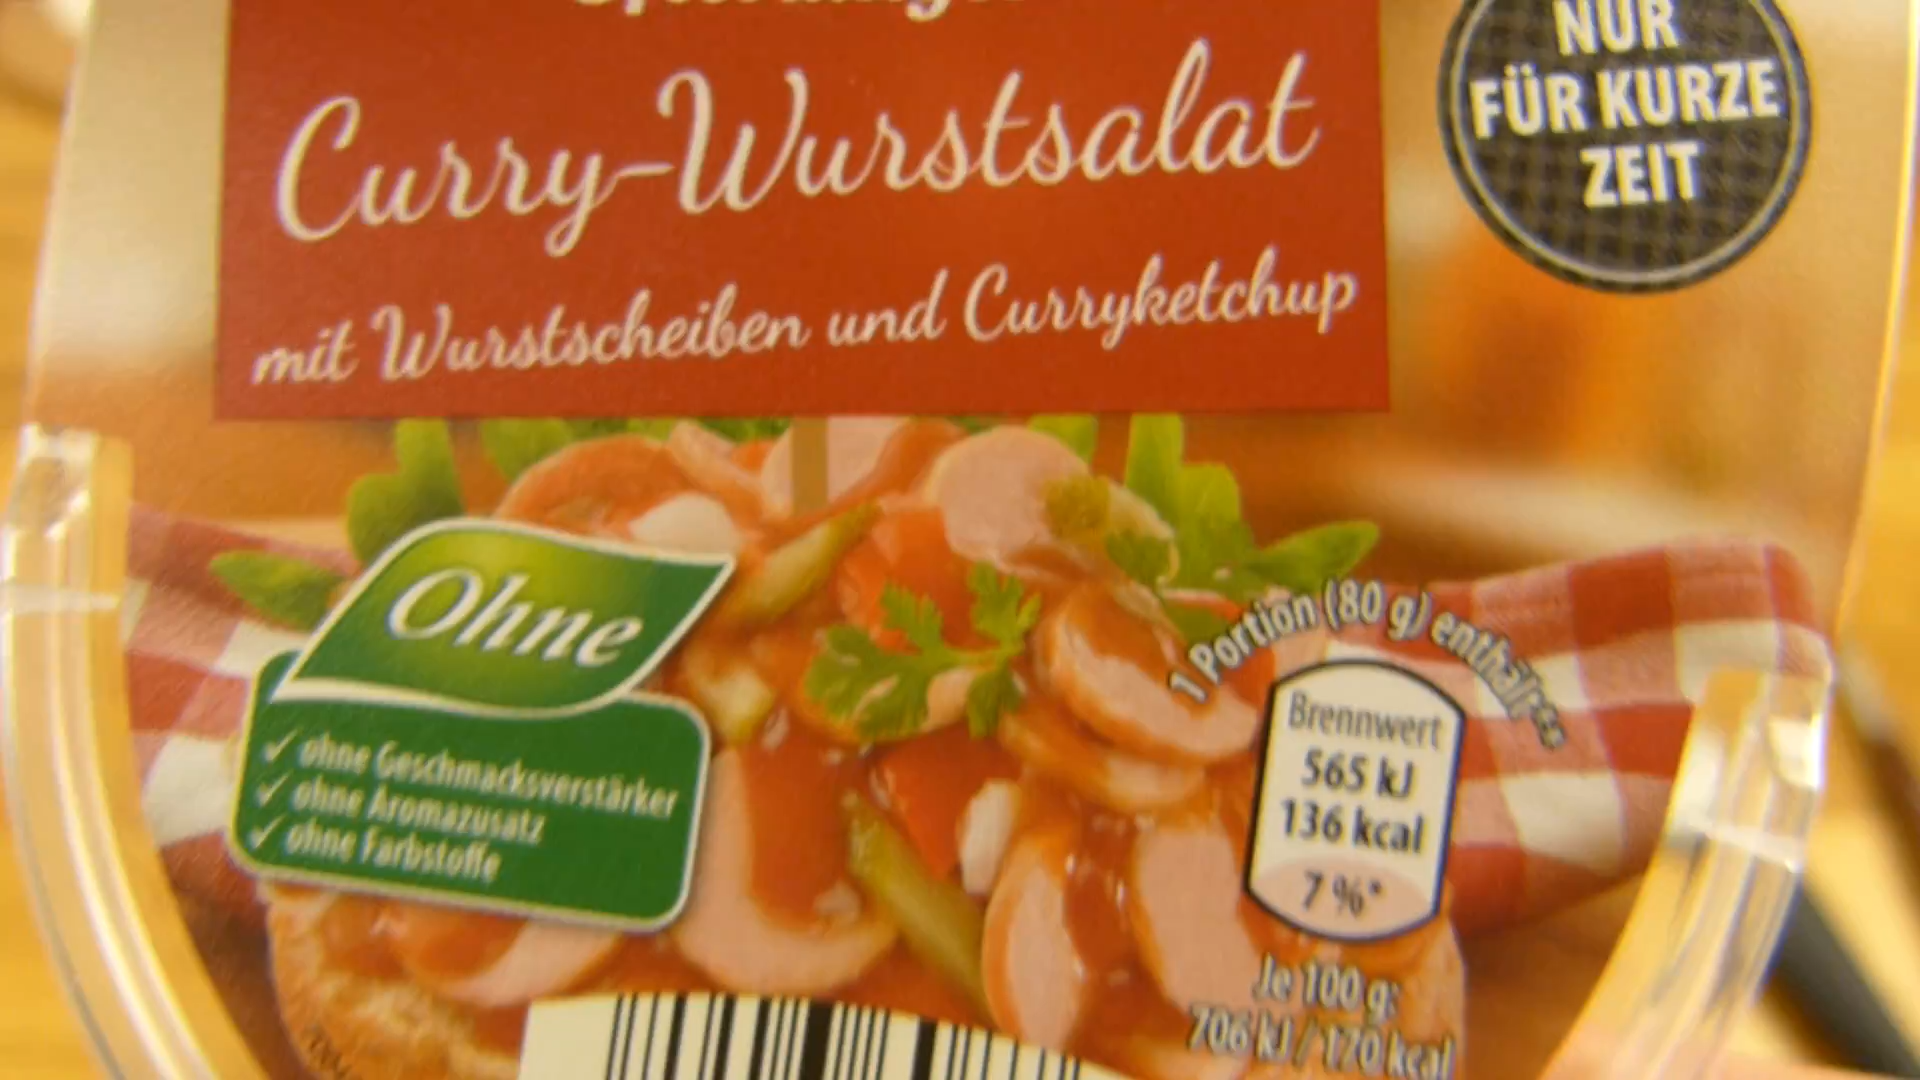 Curry-Wurstsalat
mit Wurstscheiben und Curryketchup
NUR
FÜR KURZE
ZEIT
Ohne
✓ ohne Geschmacksverstärker
✓ ohne Aromazusatz
✓ ohne Farbstoffe
1 Portion (80 g) enthält**
Brennwert
565 kJ
136 kcal
7 %*
Je 100 g:
706 kJ / 170 kcal